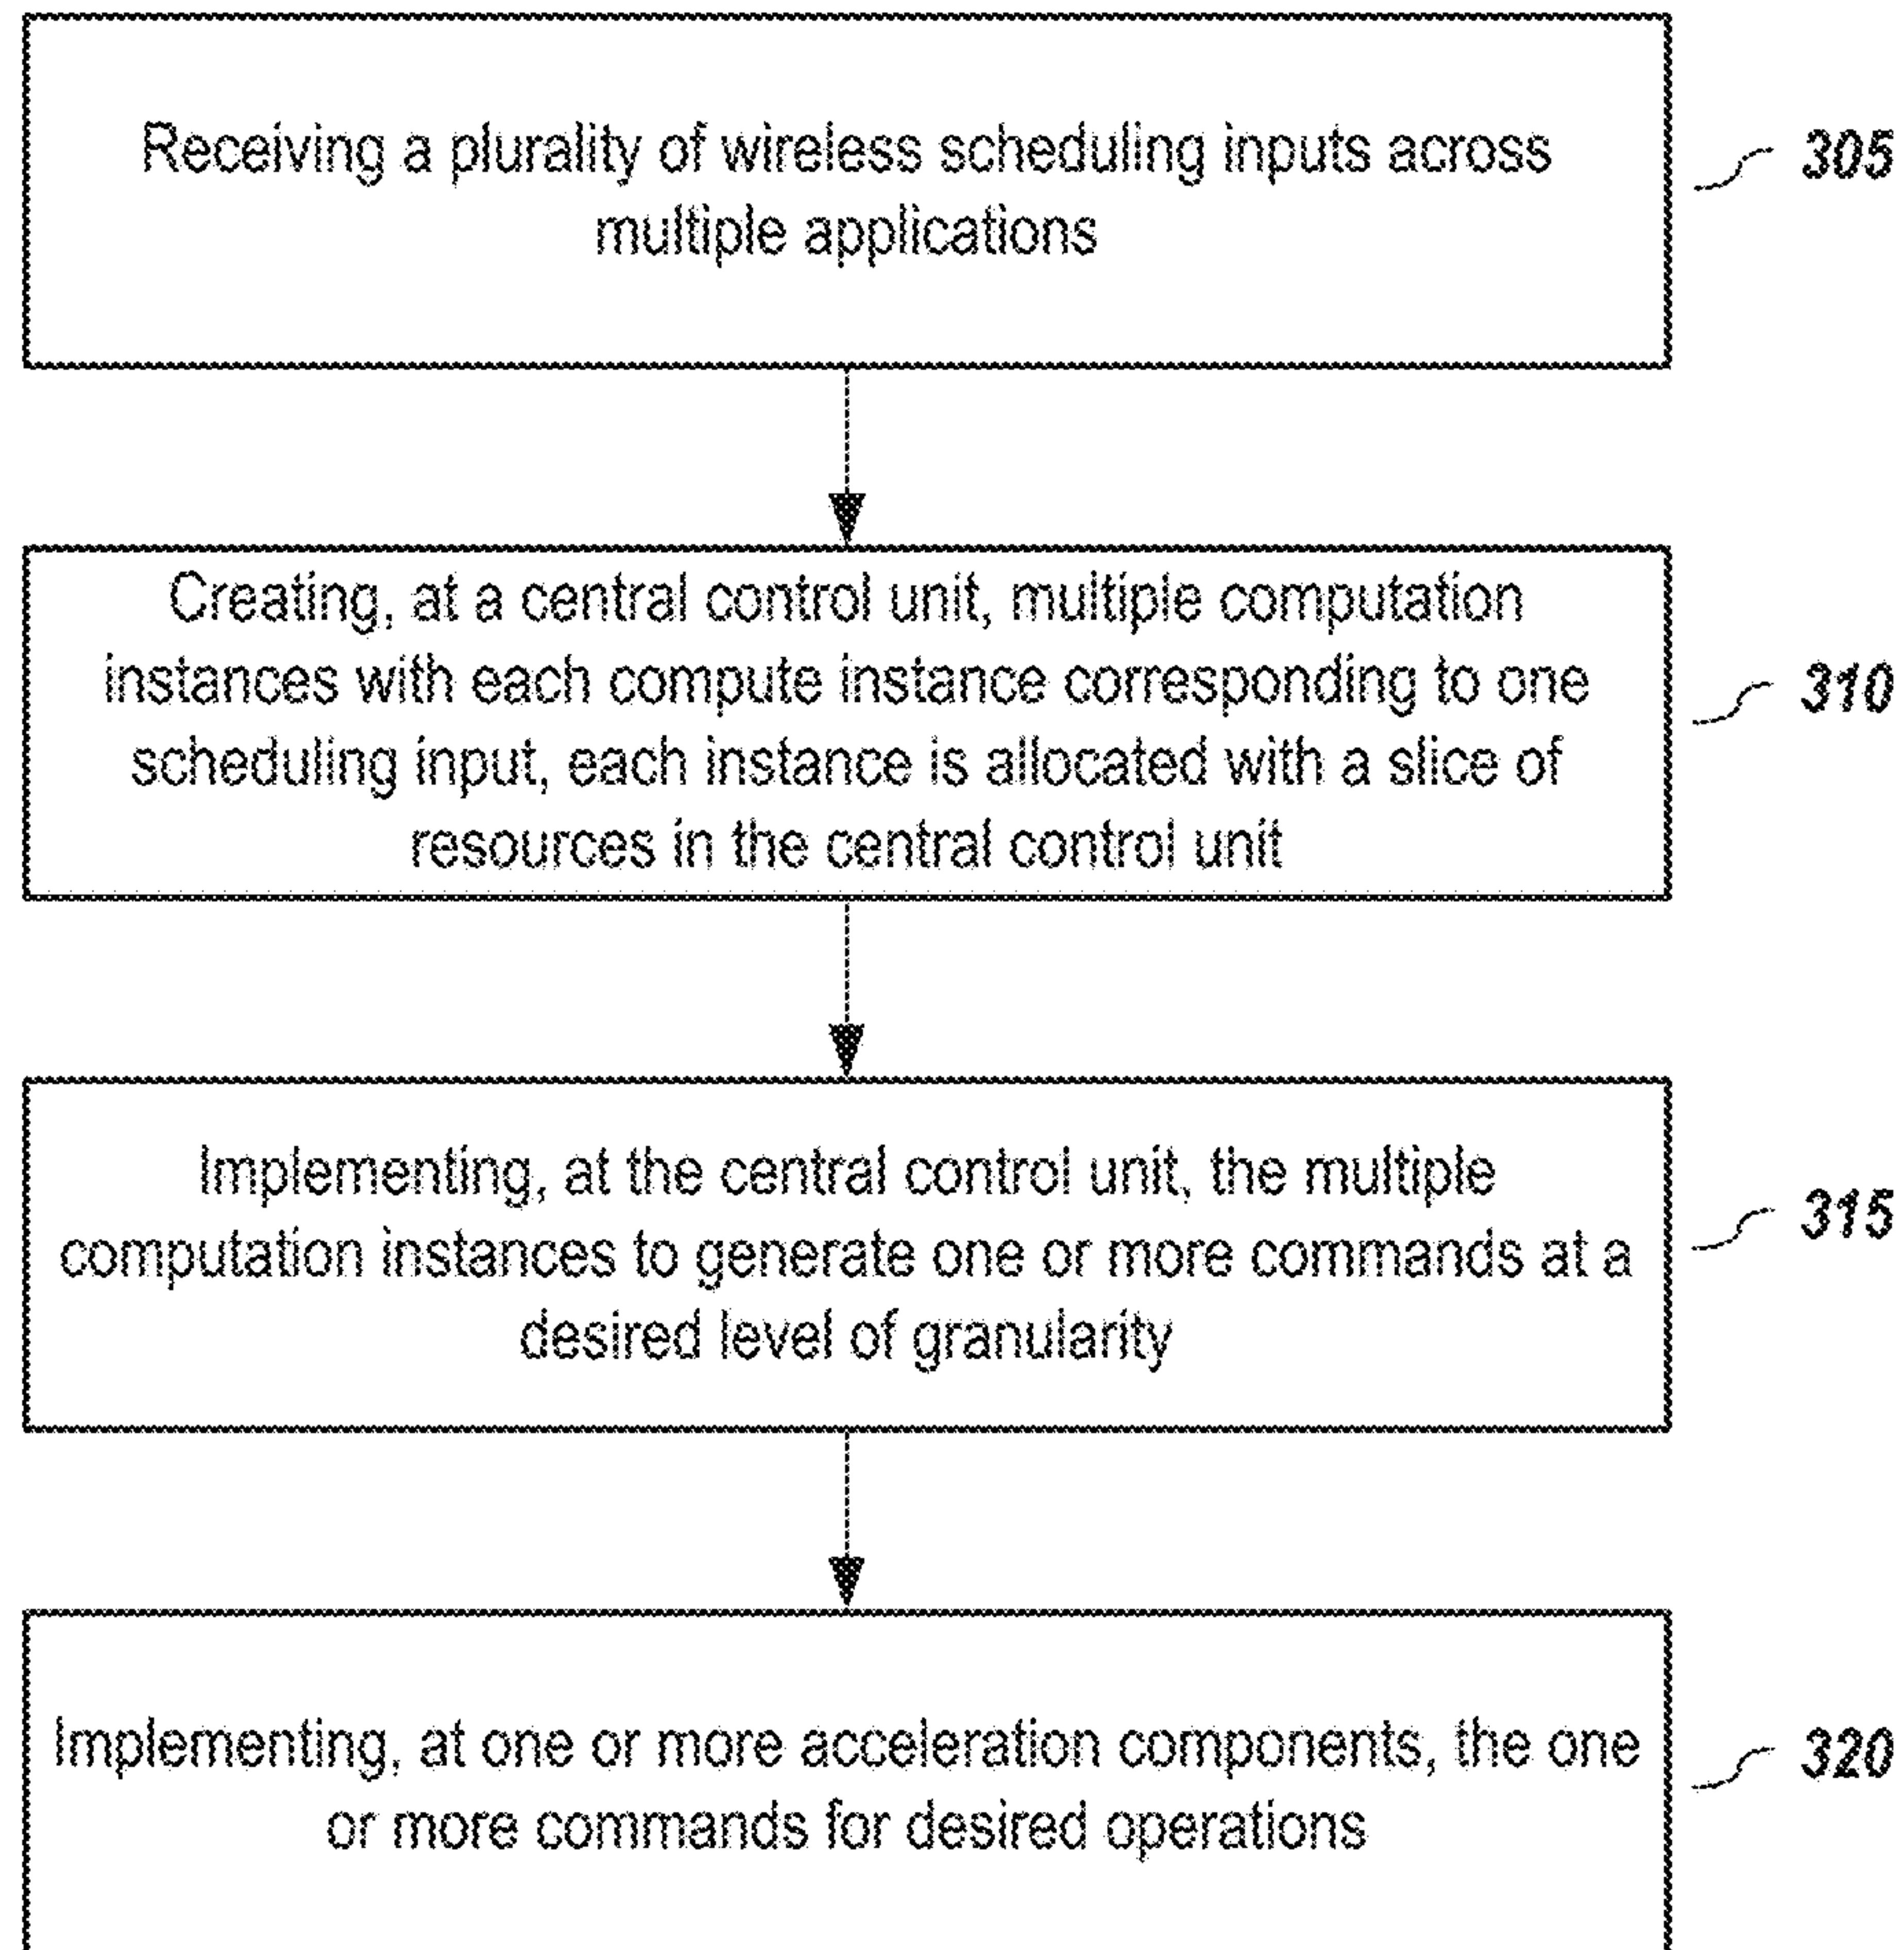 Receiving a plurality of wireless scheduling inputs across
multiple applications
305
Creating, at a central control unit, multiple computation
instances with each compute instance corresponding to one
scheduling input, each instance is allocated with a slice of
resources in the central control unit
310
Implementing, at the central control unit, the multiple
computation instances to generate one or more commands at a
desired level of granularity
315
Implementing, at one or more acceleration components, the one
or more commands for desired operations
320